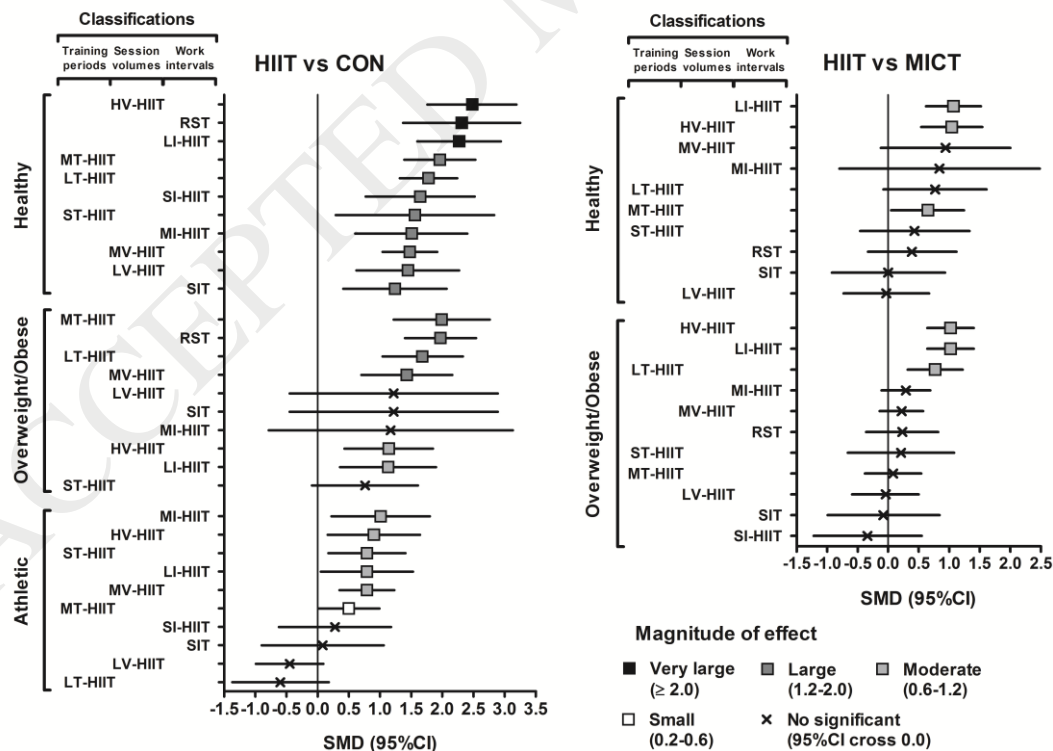 Classifications
Training periods
Session volumes
Work intervals
HIIT vs CON
Healthy
HV-HIIT
RST
LI-HIIT
MT-HIIT
LT-HIIT
SI-HIIT
ST-HIIT
MI-HIIT
MV-HIIT
LV-HIIT
SIT
Overweight/Obese
MT-HIIT
RST
LT-HIIT
MV-HIIT
LV-HIIT
SIT
MI-HIIT
HV-HIIT
LI-HIIT
ST-HIIT
Athletic
MI-HIIT
HV-HIIT
ST-HIIT
LI-HIIT
MV-HIIT
MT-HIIT
SI-HIIT
SIT
LV-HIIT
LT-HIIT
-1.5 -1.0 -0.5 0.0 0.5 1.0 1.5 2.0 2.5 3.0 3.5
SMD (95%CI)
Classifications
Training periods
Session volumes
Work intervals
HIIT vs MICT
Healthy
LI-HIIT
HV-HIIT
MV-HIIT
MI-HIIT
LT-HIIT
MT-HIIT
ST-HIIT
RST
SIT
LV-HIIT
Overweight/Obese
HV-HIIT
LI-HIIT
LT-HIIT
MI-HIIT
MV-HIIT
RST
ST-HIIT
MT-HIIT
LV-HIIT
SIT
SI-HIIT
-1.5 -1.0 -0.5 0.0 0.5 1.0 1.5 2.0 2.5
SMD (95%CI)
Magnitude of effect
Very large
(≥ 2.0)
Large
(1.2-2.0)
Moderate
(0.6-1.2)
Small
(0.2-0.6)
No significant
(95%CI cross 0.0)
ACCEPTED M